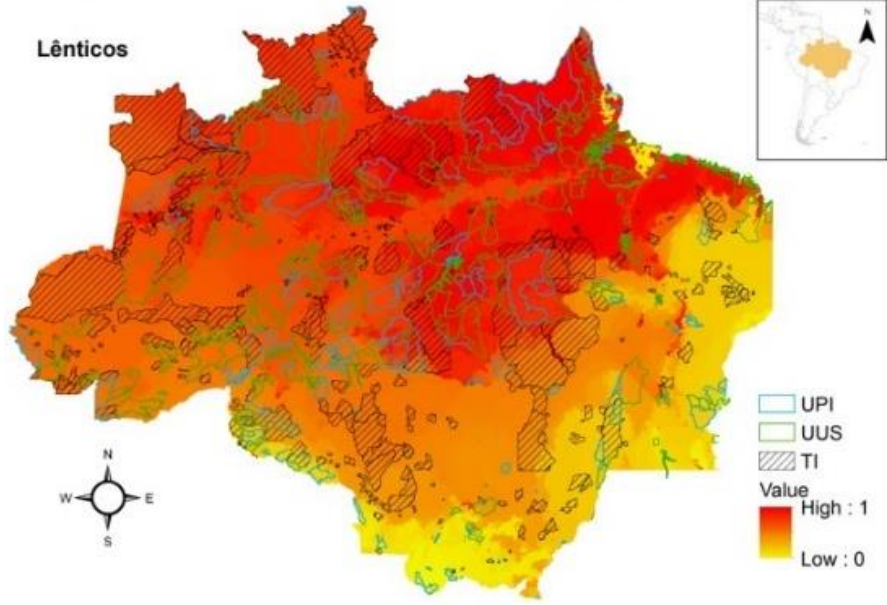 Lênticos
N
N
W
E
S
UPI
UUS
TI
Value
High : 1
Low : 0